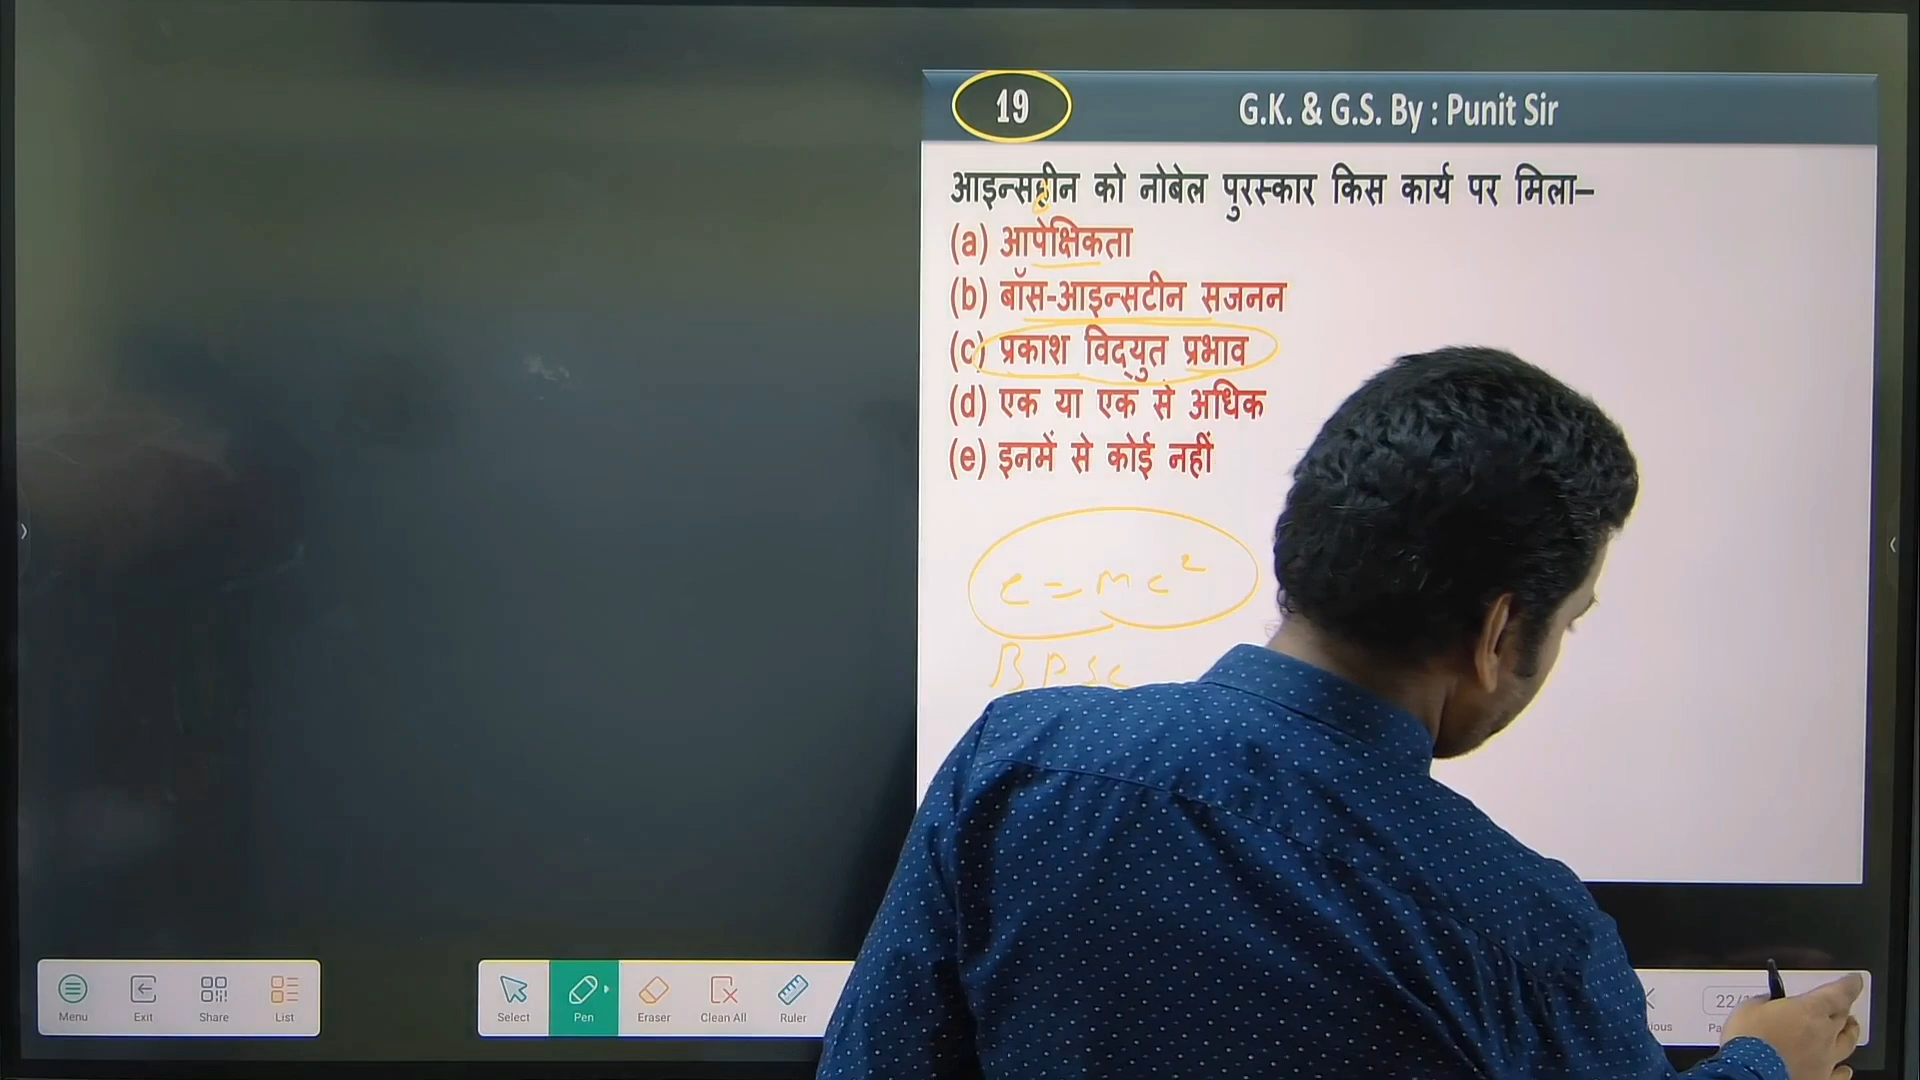 19
G.K. & G.S. By : Punit Sir
आइन्सटीन को नोबेल पुरस्कार किस कार्य पर मिला–
(a) आपेक्षिकता
(b) बॉस-आइन्सटीन सजनन
(c) प्रकाश विद्युत प्रभाव
(d) एक या एक से अधिक
(e) इनमें से कोई नहीं
e = mc²
BPSC
Menu
Exit
Share
List
Select
Pen
Eraser
Clean All
Ruler